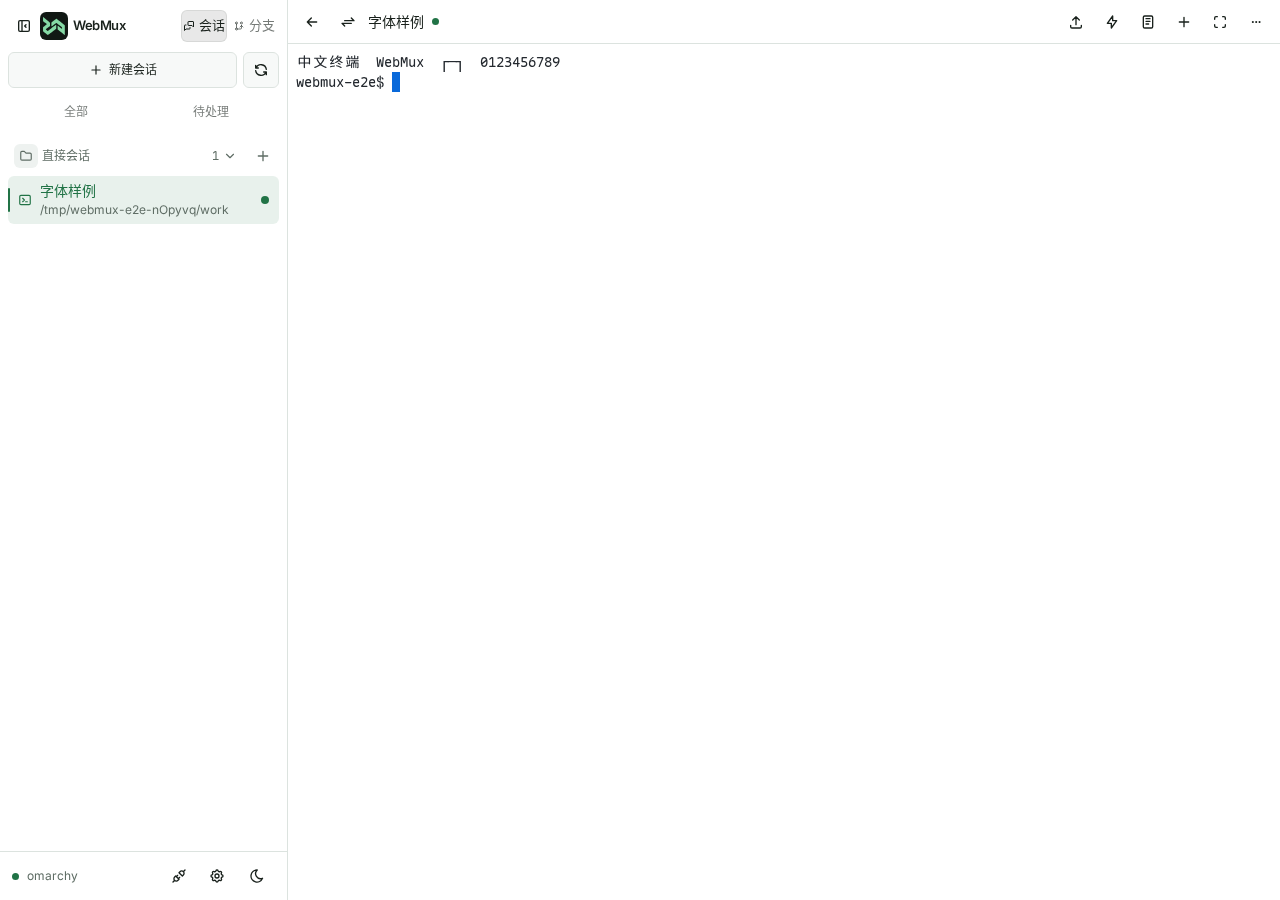 WebMux
会话
分支
新建会话
全部
待处理
直接会话
1
字体样例
/tmp/webmux-e2e-nOpyvq/work
omarchy
字体样例
中文终端  WebMux  ┌─┐  0123456789
webmux-e2e$